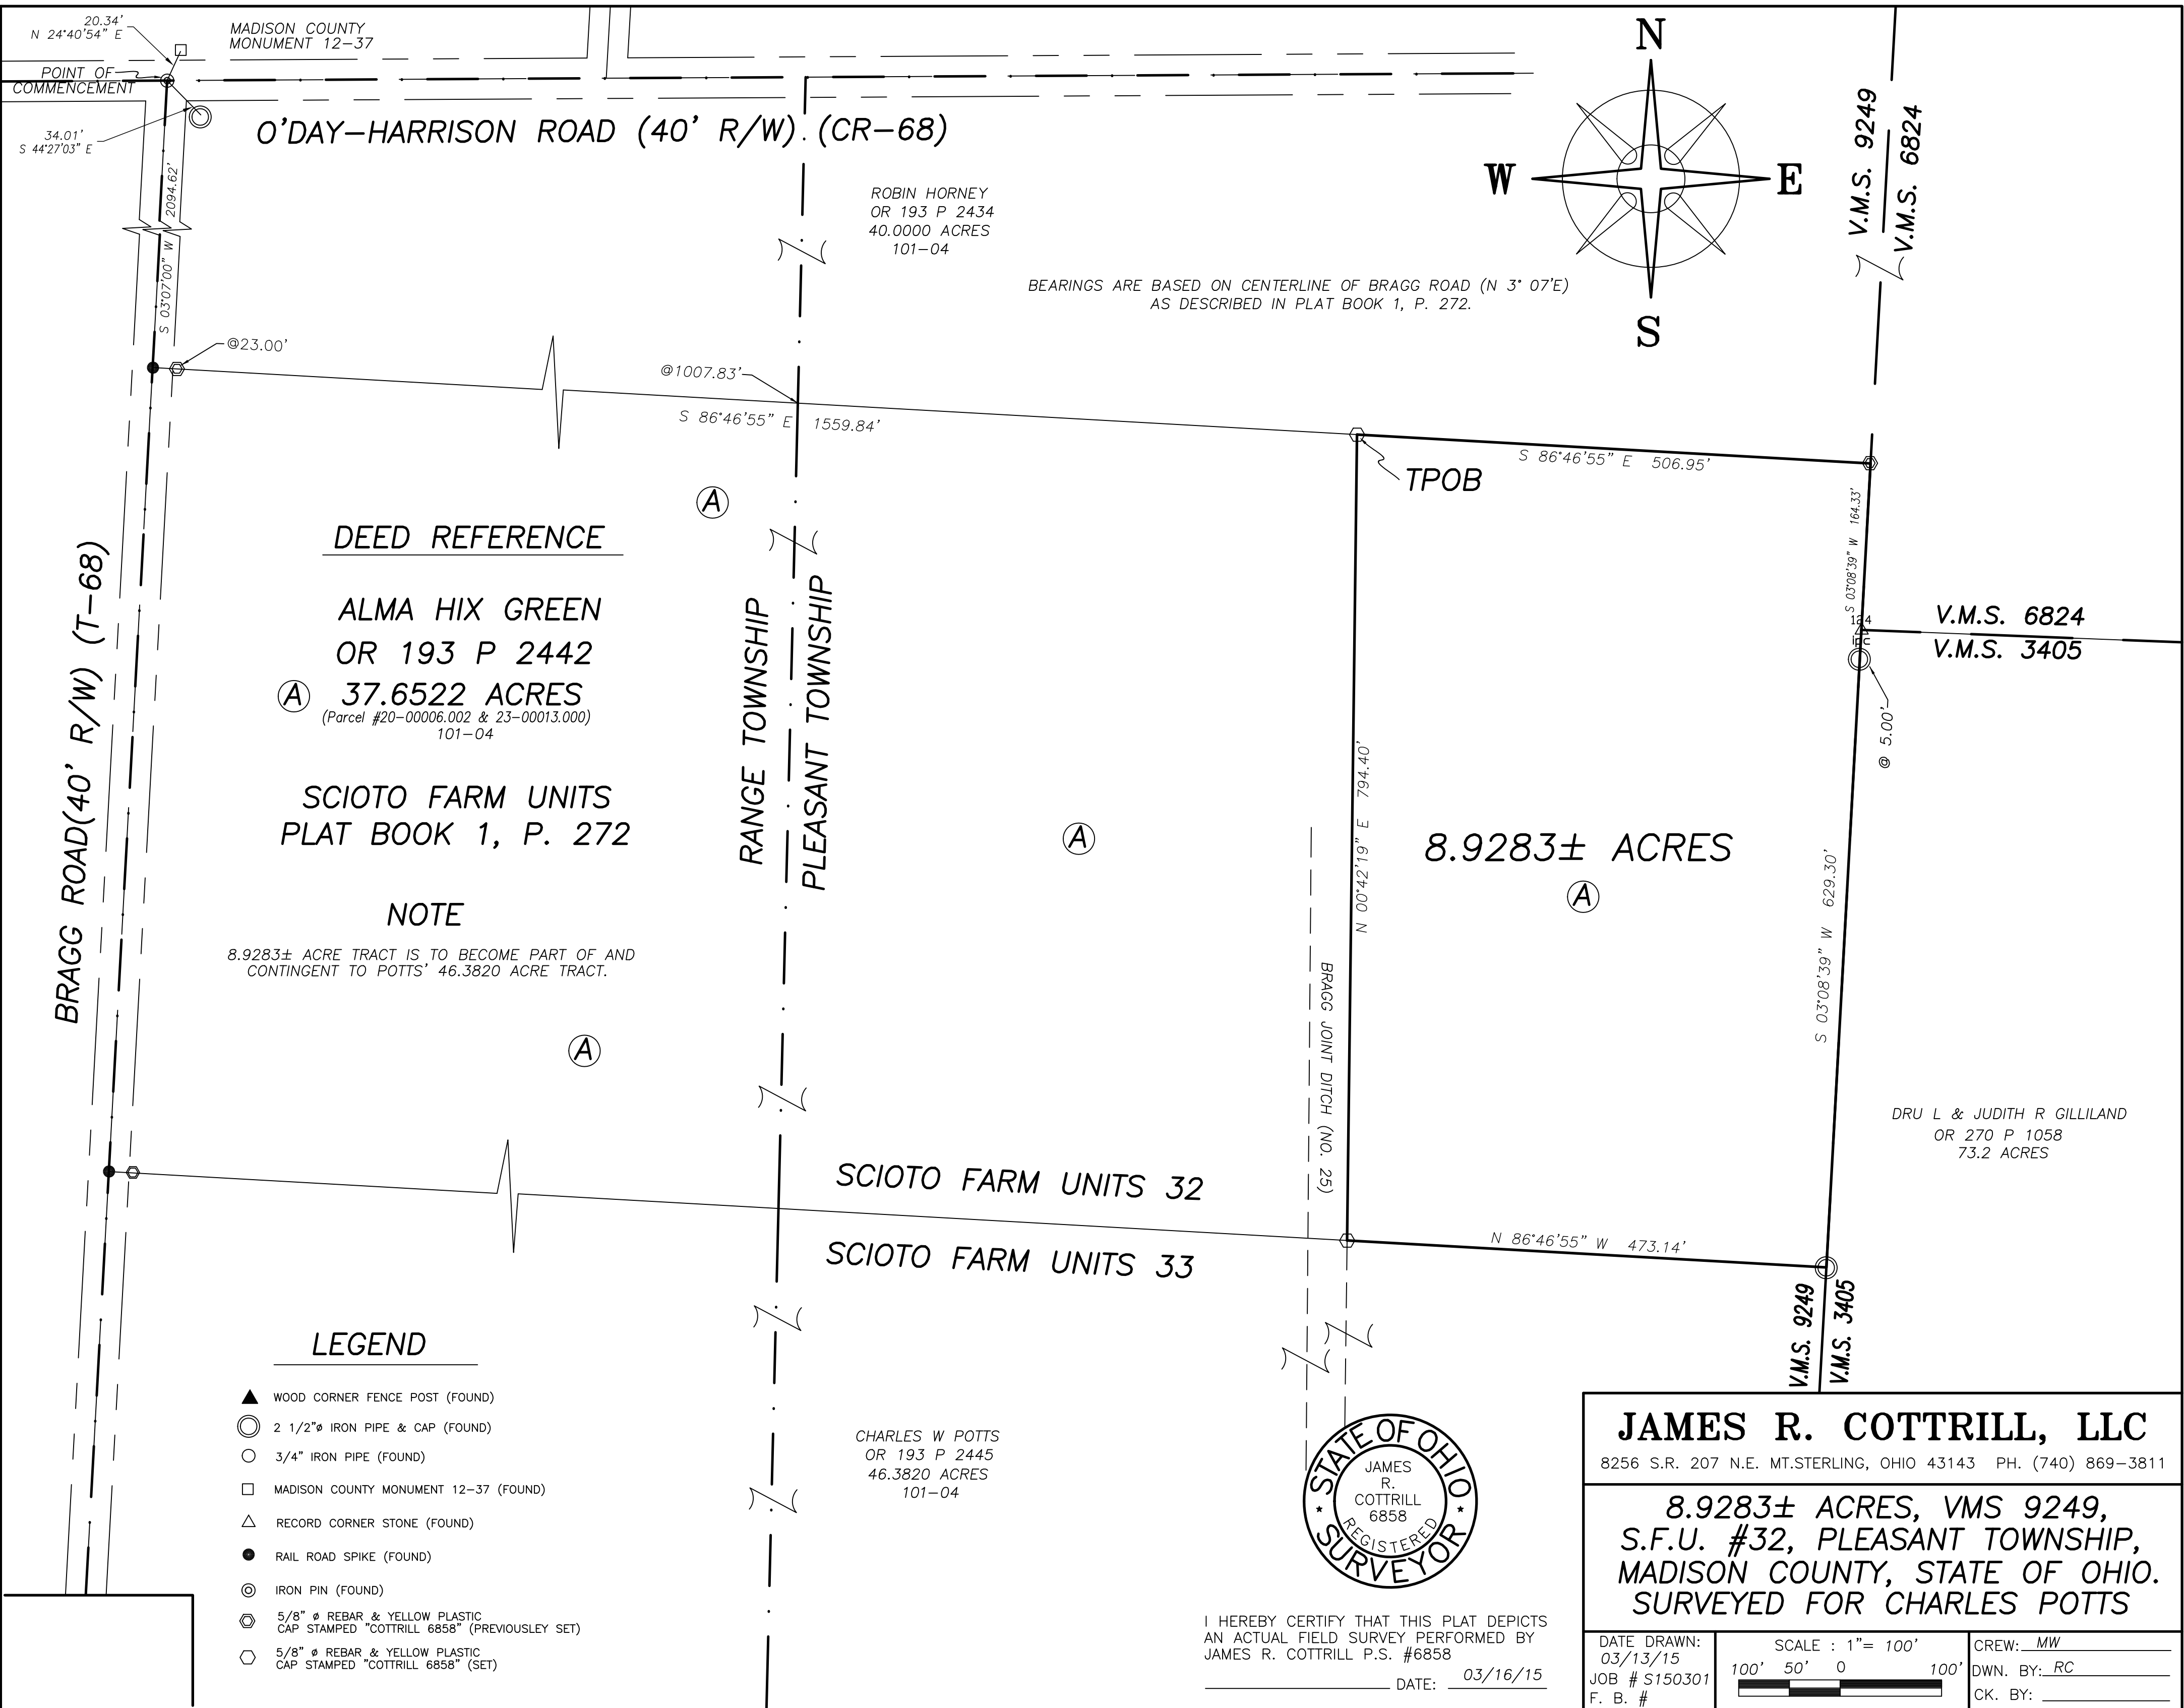 20.34'
N 24°40'54" E
MADISON COUNTY
MONUMENT 12-37
POINT OF
COMMENCEMENT
34.01'
S 44°27'03" E
O'DAY-HARRISON ROAD (40' R/W) (CR-68)
2094.62'
S 03°07'00" W
ROBIN HORNEY
OR 193 P 2434
40.0000 ACRES
101-04
BEARINGS ARE BASED ON CENTERLINE OF BRAGG ROAD (N 3° 07'E)
AS DESCRIBED IN PLAT BOOK 1, P. 272.
N
W
E
S
V.M.S. 9249
V.M.S. 6824
@23.00'
@1007.83'
S 86°46'55" E 1559.84'
TPOB
S 86°46'55" E 506.95'
S 03°08'39" W 164.33'
124
Inc
V.M.S. 6824
V.M.S. 3405
@ 5.00'
A
DEED REFERENCE
ALMA HIX GREEN
OR 193 P 2442
A 37.6522 ACRES
(Parcel #20-00006.002 & 23-00013.000)
101-04
SCIOTO FARM UNITS
PLAT BOOK 1, P. 272
NOTE
8.9283± ACRE TRACT IS TO BECOME PART OF AND
CONTINGENT TO POTTS' 46.3820 ACRE TRACT.
A
BRAGG ROAD(40' R/W) (T-68)
RANGE TOWNSHIP
PLEASANT TOWNSHIP
A
N 00°42'19" E 794.40'
8.9283± ACRES
A
S 03°08'39" W 629.30'
BRAGG JOINT DITCH (NO. 25)
DRU L & JUDITH R GILLILAND
OR 270 P 1058
73.2 ACRES
SCIOTO FARM UNITS 32
SCIOTO FARM UNITS 33
N 86°46'55" W 473.14'
V.M.S. 9249
V.M.S. 3405
LEGEND
WOOD CORNER FENCE POST (FOUND)
2 1/2"ø IRON PIPE & CAP (FOUND)
3/4" IRON PIPE (FOUND)
MADISON COUNTY MONUMENT 12-37 (FOUND)
RECORD CORNER STONE (FOUND)
RAIL ROAD SPIKE (FOUND)
IRON PIN (FOUND)
5/8" ø REBAR & YELLOW PLASTIC
CAP STAMPED "COTTRILL 6858" (PREVIOUSLEY SET)
5/8" ø REBAR & YELLOW PLASTIC
CAP STAMPED "COTTRILL 6858" (SET)
CHARLES W POTTS
OR 193 P 2445
46.3820 ACRES
101-04
STATE OF OHIO
JAMES
R.
COTTRILL
6858
REGISTERED
SURVEYOR
I HEREBY CERTIFY THAT THIS PLAT DEPICTS
AN ACTUAL FIELD SURVEY PERFORMED BY
JAMES R. COTTRILL P.S. #6858
DATE: 03/16/15
JAMES R. COTTRILL, LLC
8256 S.R. 207 N.E. MT.STERLING, OHIO 43143 PH. (740) 869-3811
8.9283± ACRES, VMS 9249,
S.F.U. #32, PLEASANT TOWNSHIP,
MADISON COUNTY, STATE OF OHIO.
SURVEYED FOR CHARLES POTTS
DATE DRAWN:
03/13/15
JOB # S150301
F. B. #
SCALE : 1"= 100'
100' 50' 0 100'
CREW: MW
DWN. BY: RC
CK. BY: